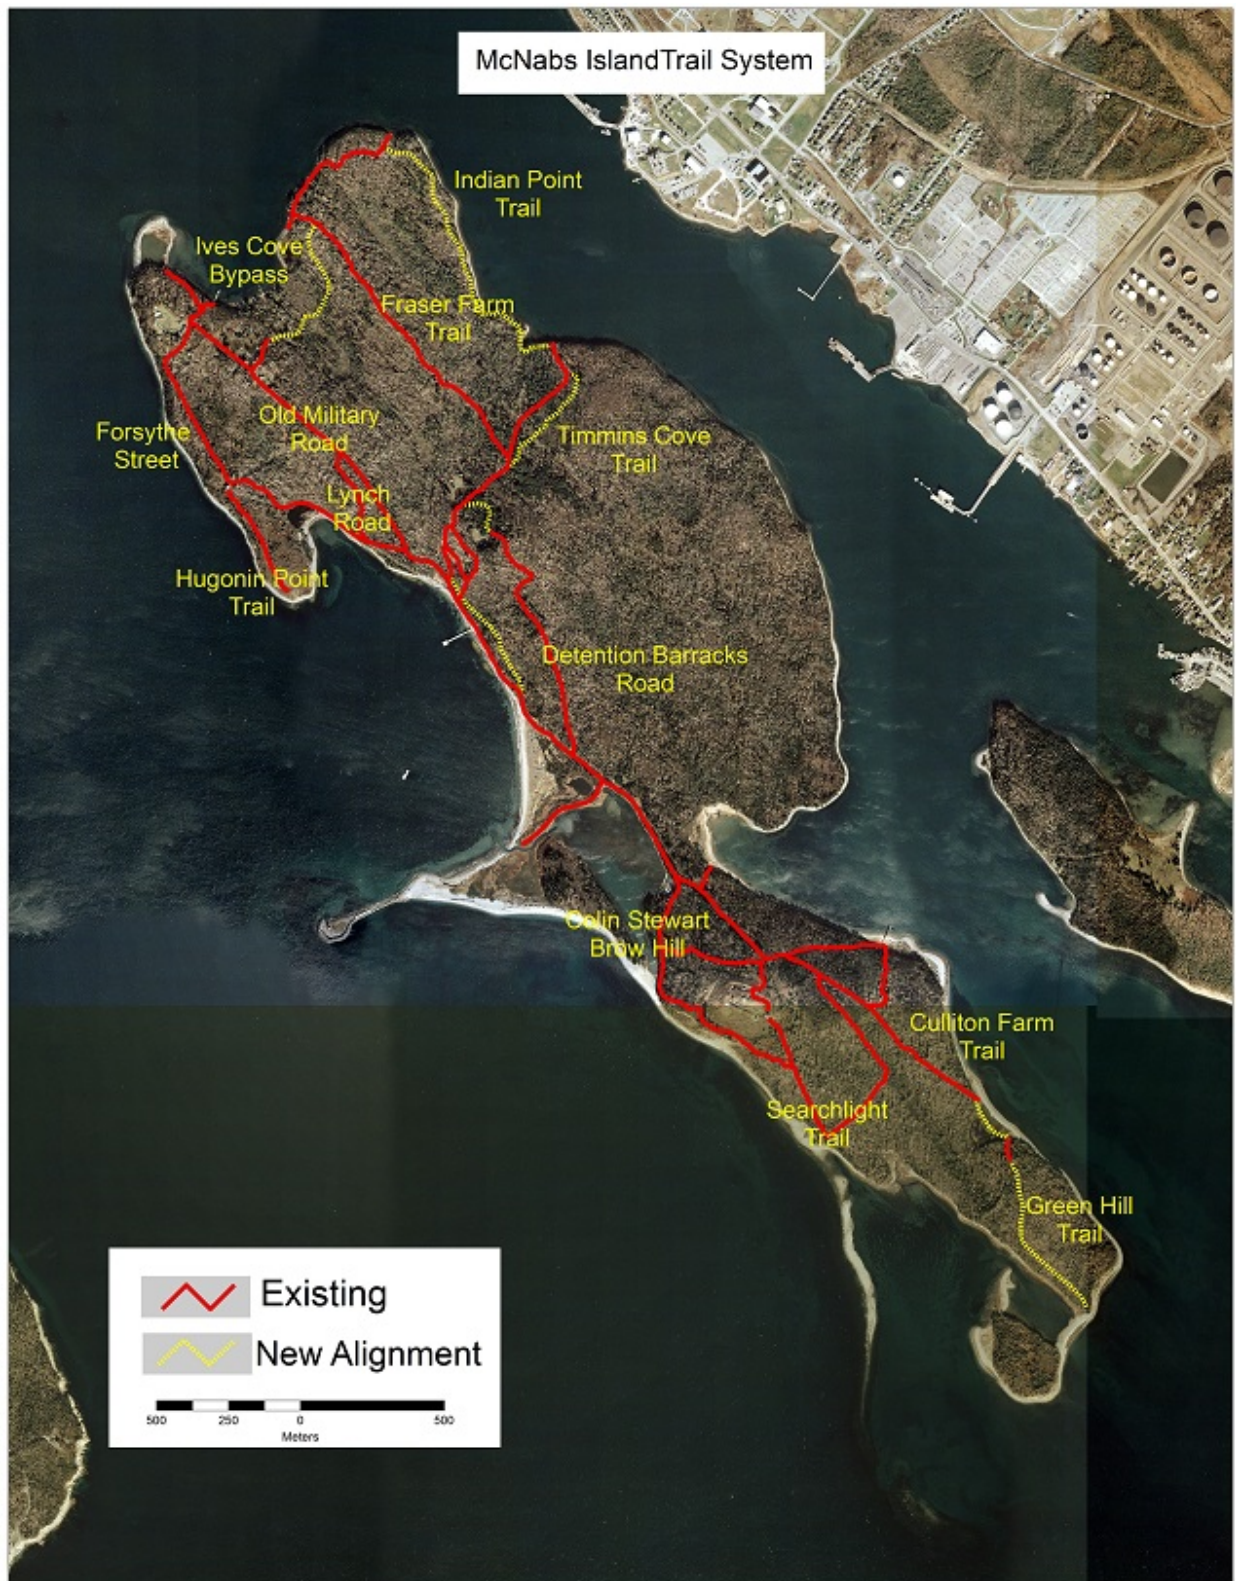 McNabs IslandTrail System
Indian Point
Trail
Ives Cove
Bypass
Fraser Farm
Trail
Old Military
Road
Forsythe
Street
Timmins Cove
Trail
Lynch
Road
Hugonin Point
Trail
Detention Barracks
Road
Colin Stewart
Brow Hill
Culliton Farm
Trail
Searchlight
Trail
Green Hill
Trail
Existing
New Alignment
500 250 0 500
Meters